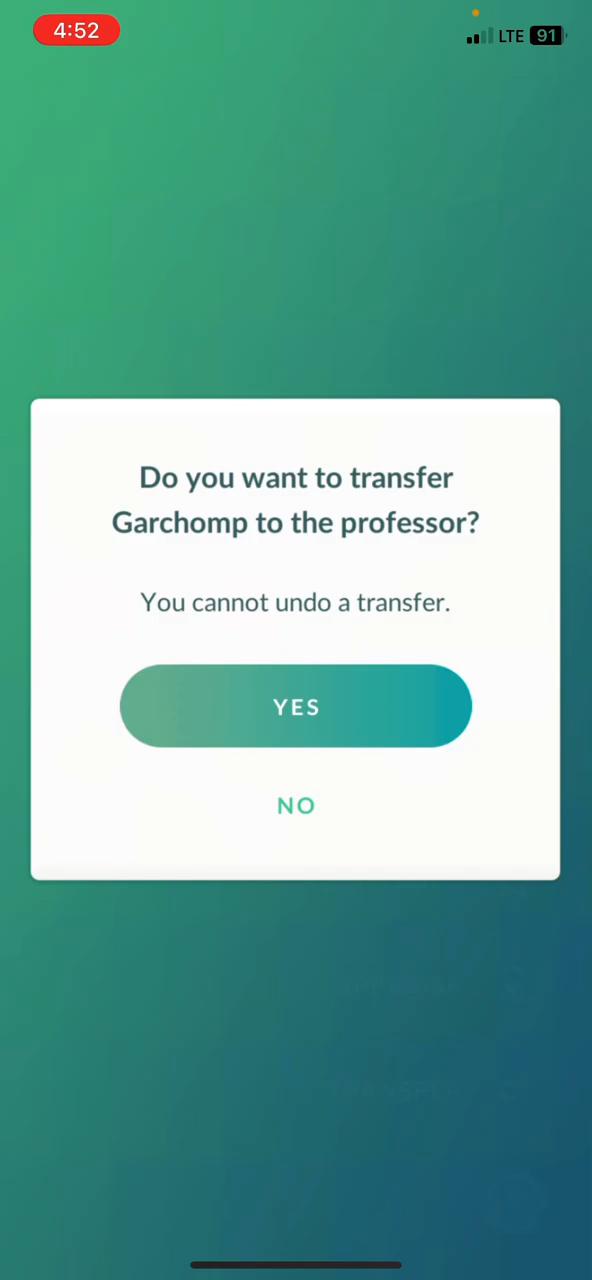 4:52
LTE 91
Do you want to transfer
Garchomp to the professor?
You cannot undo a transfer.
YES
NO